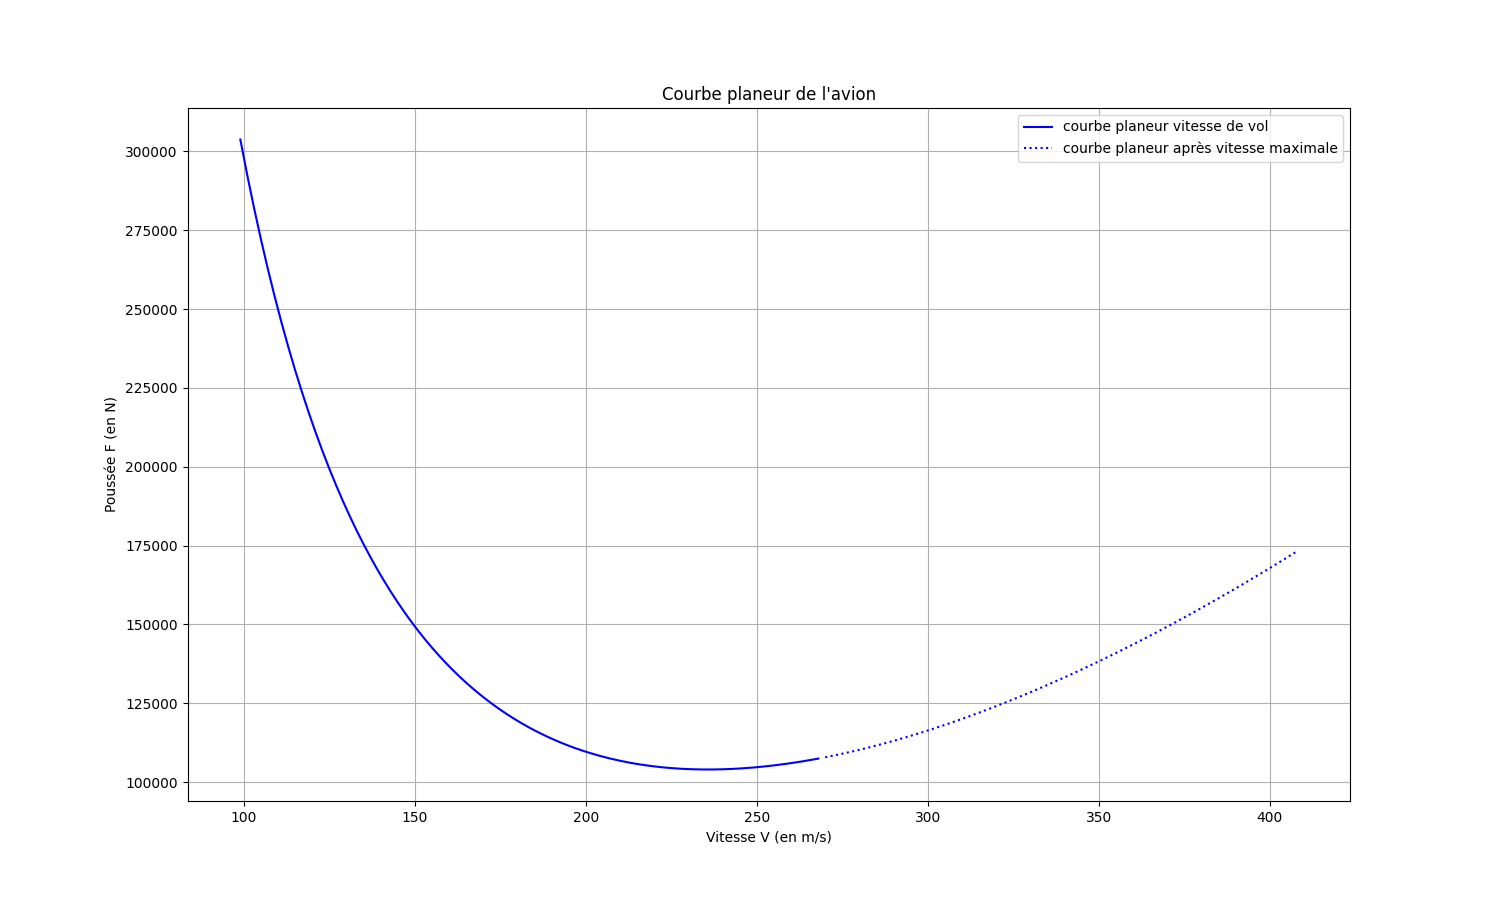 Courbe planeur de l'avion
courbe planeur vitesse de vol
courbe planeur après vitesse maximale
300000
275000
250000
225000
200000
175000
150000
125000
100000
Poussée F (en N)
100 150 200 250 300 350 400
Vitesse V (en m/s)